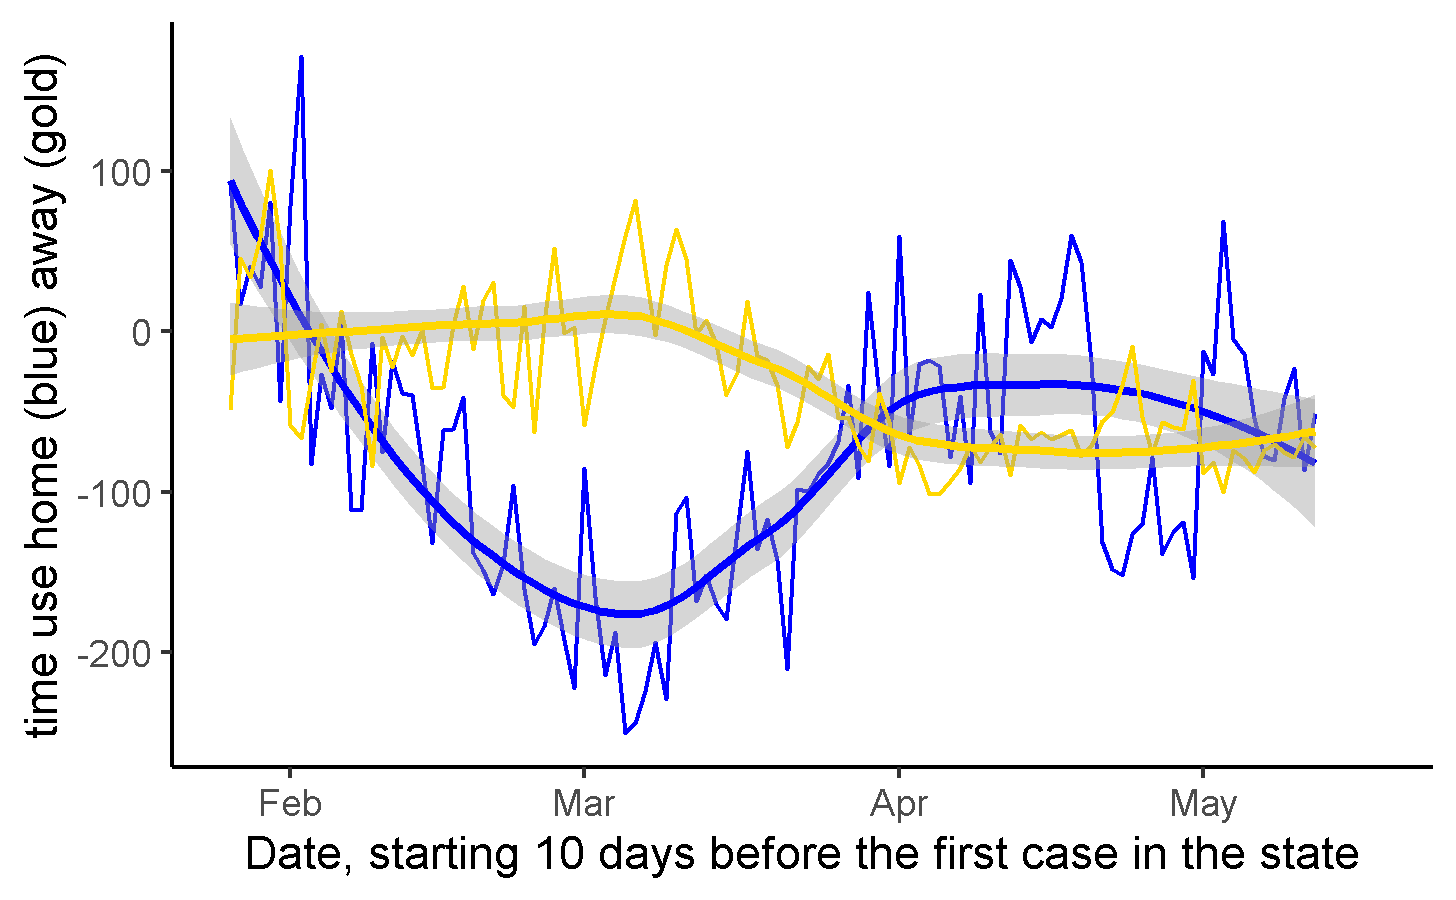 time use home (blue) away (gold)
100
0
-100
-200
Feb Mar Apr May
Date, starting 10 days before the first case in the state